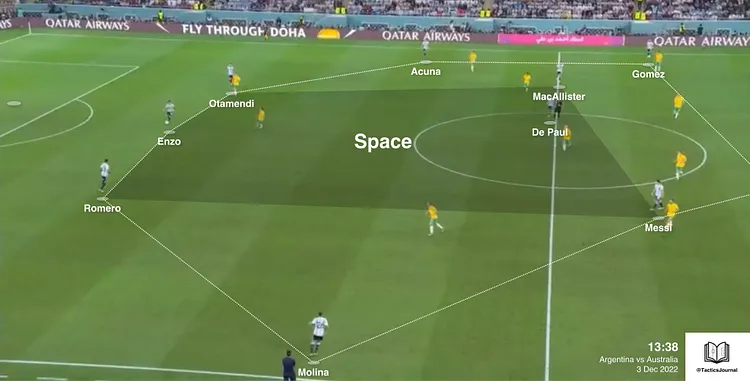 QATAR AIRWAYS
FLY THROUGH DOHA
QATAR AIRWAYS
QATAR AIRWAYS
Acuna
Gomez
Otamendi
MacAllister
Enzo
Space
De Paul
Romero
Messi
Molina
13:38
Argentina vs Australia
3 Dec 2022
@TacticsJournal